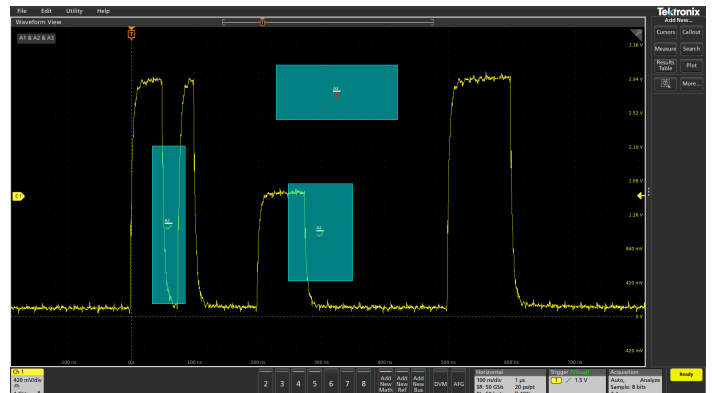 File Edit Utility Help
Tektronix
Waveform View
Add New...
A1 & A2 & A3
T
Cursors Callout
Measure Search
Results Table Plot
More...
3.36 V
2.94 V
2.52 V
2.10 V
1.68 V
1.26 V
840 mV
420 mV
0 V
-420 mV
C1
A3
A1
A2
-100 ns 0 s 100 ns 200 ns 300 ns 400 ns 500 ns 600 ns 700 ns
Ch 1
420 mV/div
2 3 4 5 6 7 8
Add New Math
Add New Ref
Add New Bus
DVM AFG
Horizontal
100 ns/div 1 µs
SR: 50 GS/s 20 ps/pt
Trigger
1 1.5 V
Acquisition
Auto, Analyze
Sample: 8 bits
Ready